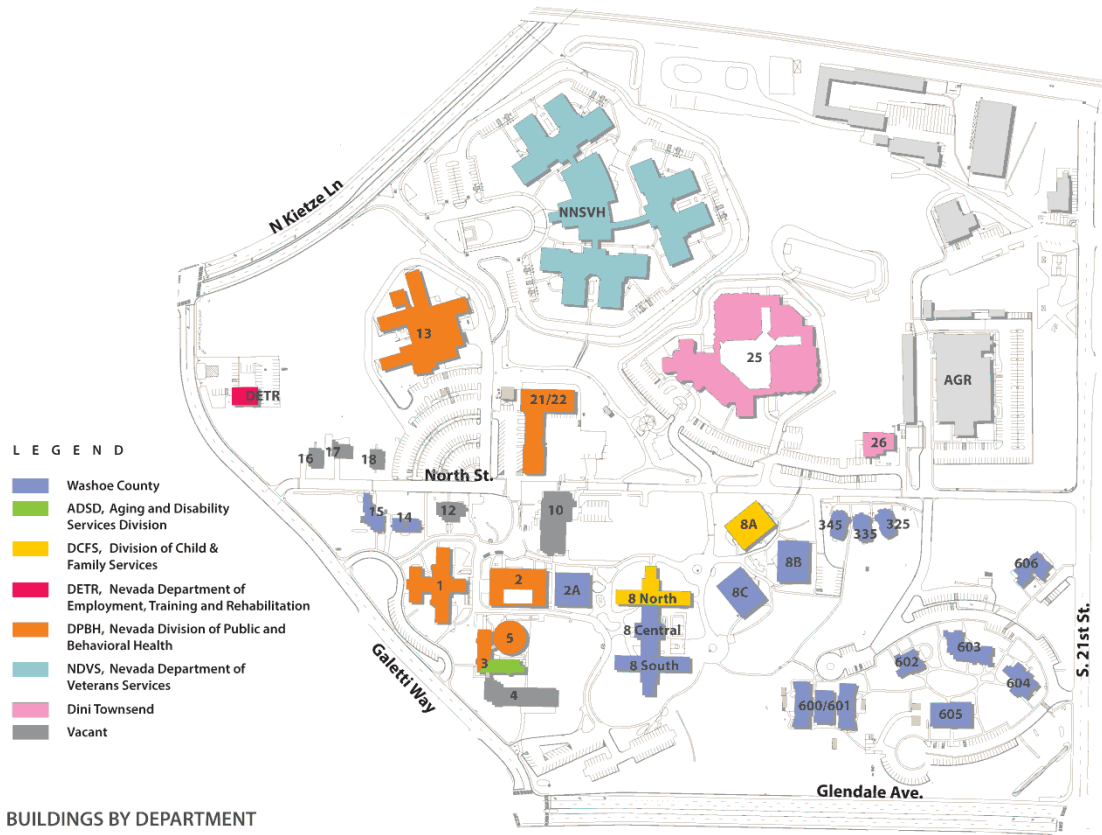 N Kietze Ln
NNSVH
13
25
AGR
DETR
21/22
26
16
17
18
North St.
15
14
12
10
8A
345
335
325
8B
606
1
2
2A
8 North
8C
8 Central
8 South
5
3
4
603
602
604
600/601
605
S. 21st St.
Galetti Way
Glendale Ave.
LEGEND
Washoe County
ADSD, Aging and Disability
Services Division
DCFS, Division of Child &
Family Services
DETR, Nevada Department of
Employment, Training and Rehabilitation
DPBH, Nevada Division of Public and
Behavioral Health
NDVS, Nevada Department of
Veterans Services
Dini Townsend
Vacant
BUILDINGS BY DEPARTMENT